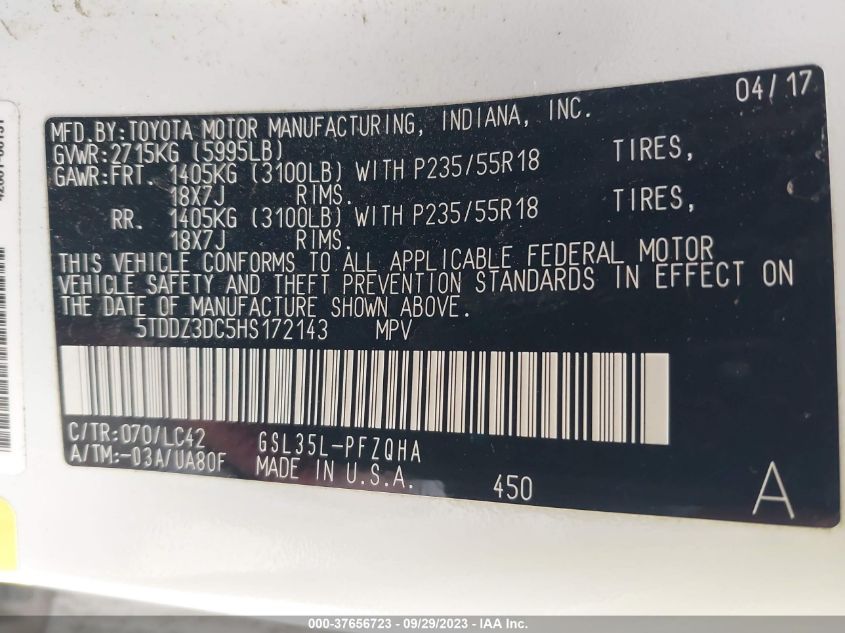 04/17
MFD.BY:TOYOTA MOTOR MANUFACTURING, INDIANA, INC.
GVWR:2715KG (5995LB)
GAWR:FRT. 1405KG (3100LB) WITH P235/55R18 TIRES,
18X7J RIMS.
RR. 1405KG (3100LB) WITH P235/55R18 TIRES,
18X7J RIMS.
THIS VEHICLE CONFORMS TO ALL APPLICABLE FEDERAL MOTOR
VEHICLE SAFETY AND THEFT PREVENTION STANDARDS IN EFFECT ON
THE DATE OF MANUFACTURE SHOWN ABOVE.
5TDDZ3DC5HS172143 MPV
C/TR:070/LC42 GSL35L-PFZQHA
A/TM:-03A/UA80F MADE IN U.S.A.
450 A
000-37656723 - 09/29/2023 - IAA Inc.